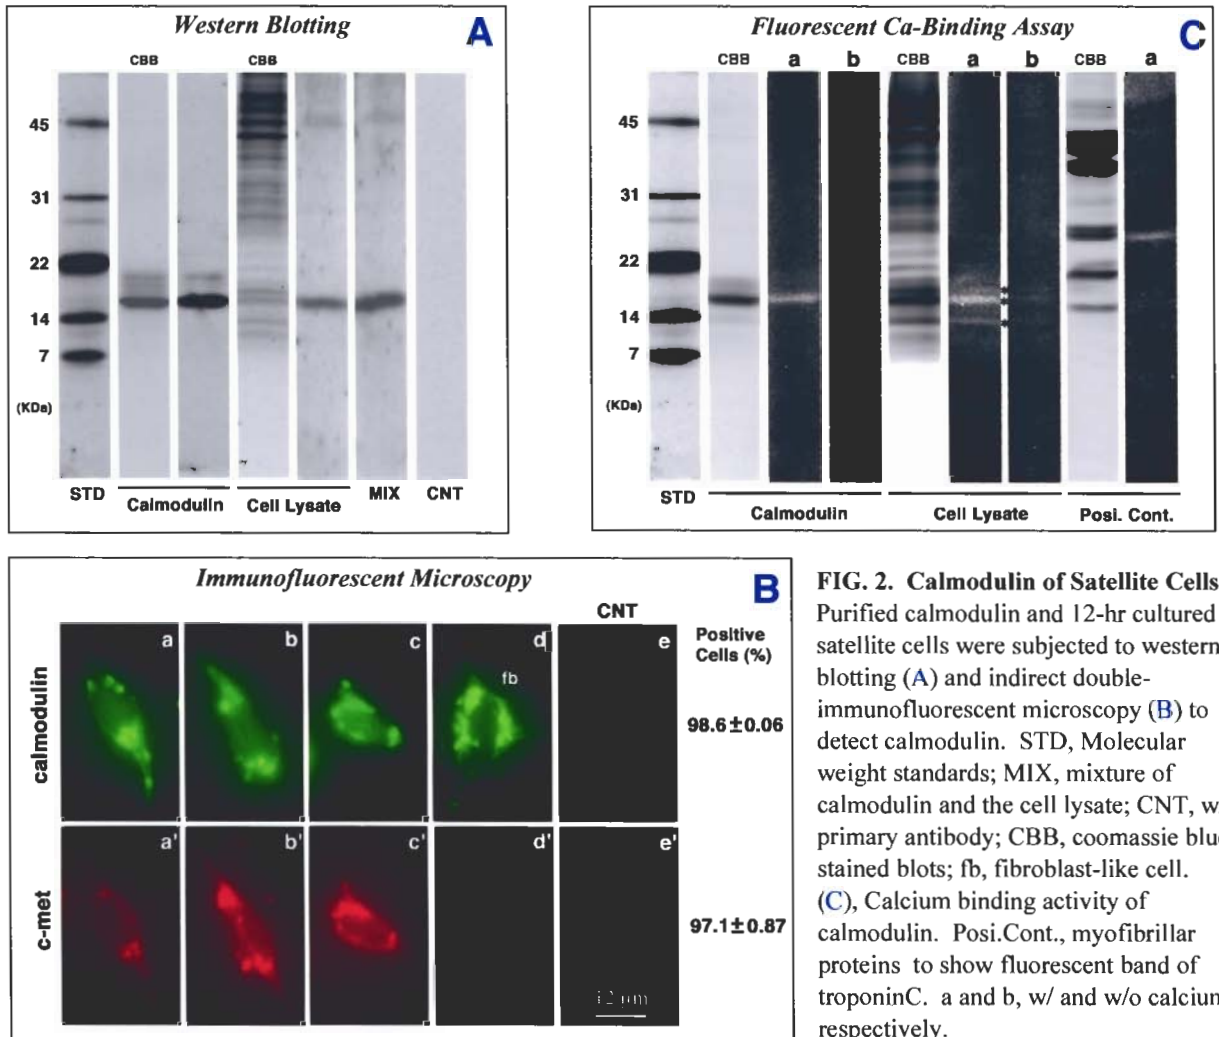 Western Blotting
A
CBB CBB
45
31
22
14
7
(KDa)
STD Calmodulin Cell Lysate MIX CNT
Fluorescent Ca-Binding Assay
C
CBB a b CBB a b CBB a
45
31
22
14
7
(KDa)
* * *
STD Calmodulin Cell Lysate Posi. Cont.
Immunofluorescent Microscopy
B
CNT
Positive
Cells (%)
calmodulin
a b c d e
fb
98.6±0.06
c-met
a' b' c' d' e'
97.1±0.87
12 µm
FIG. 2. Calmodulin of Satellite Cells
Purified calmodulin and 12-hr cultured
satellite cells were subjected to western
blotting (A) and indirect double-
immunofluorescent microscopy (B) to
detect calmodulin. STD, Molecular
weight standards; MIX, mixture of
calmodulin and the cell lysate; CNT, w
primary antibody; CBB, coomassie blu
stained blots; fb, fibroblast-like cell.
(C), Calcium binding activity of
calmodulin. Posi.Cont., myofibrillar
proteins to show fluorescent band of
troponinC. a and b, w/ and w/o calcium
respectively.